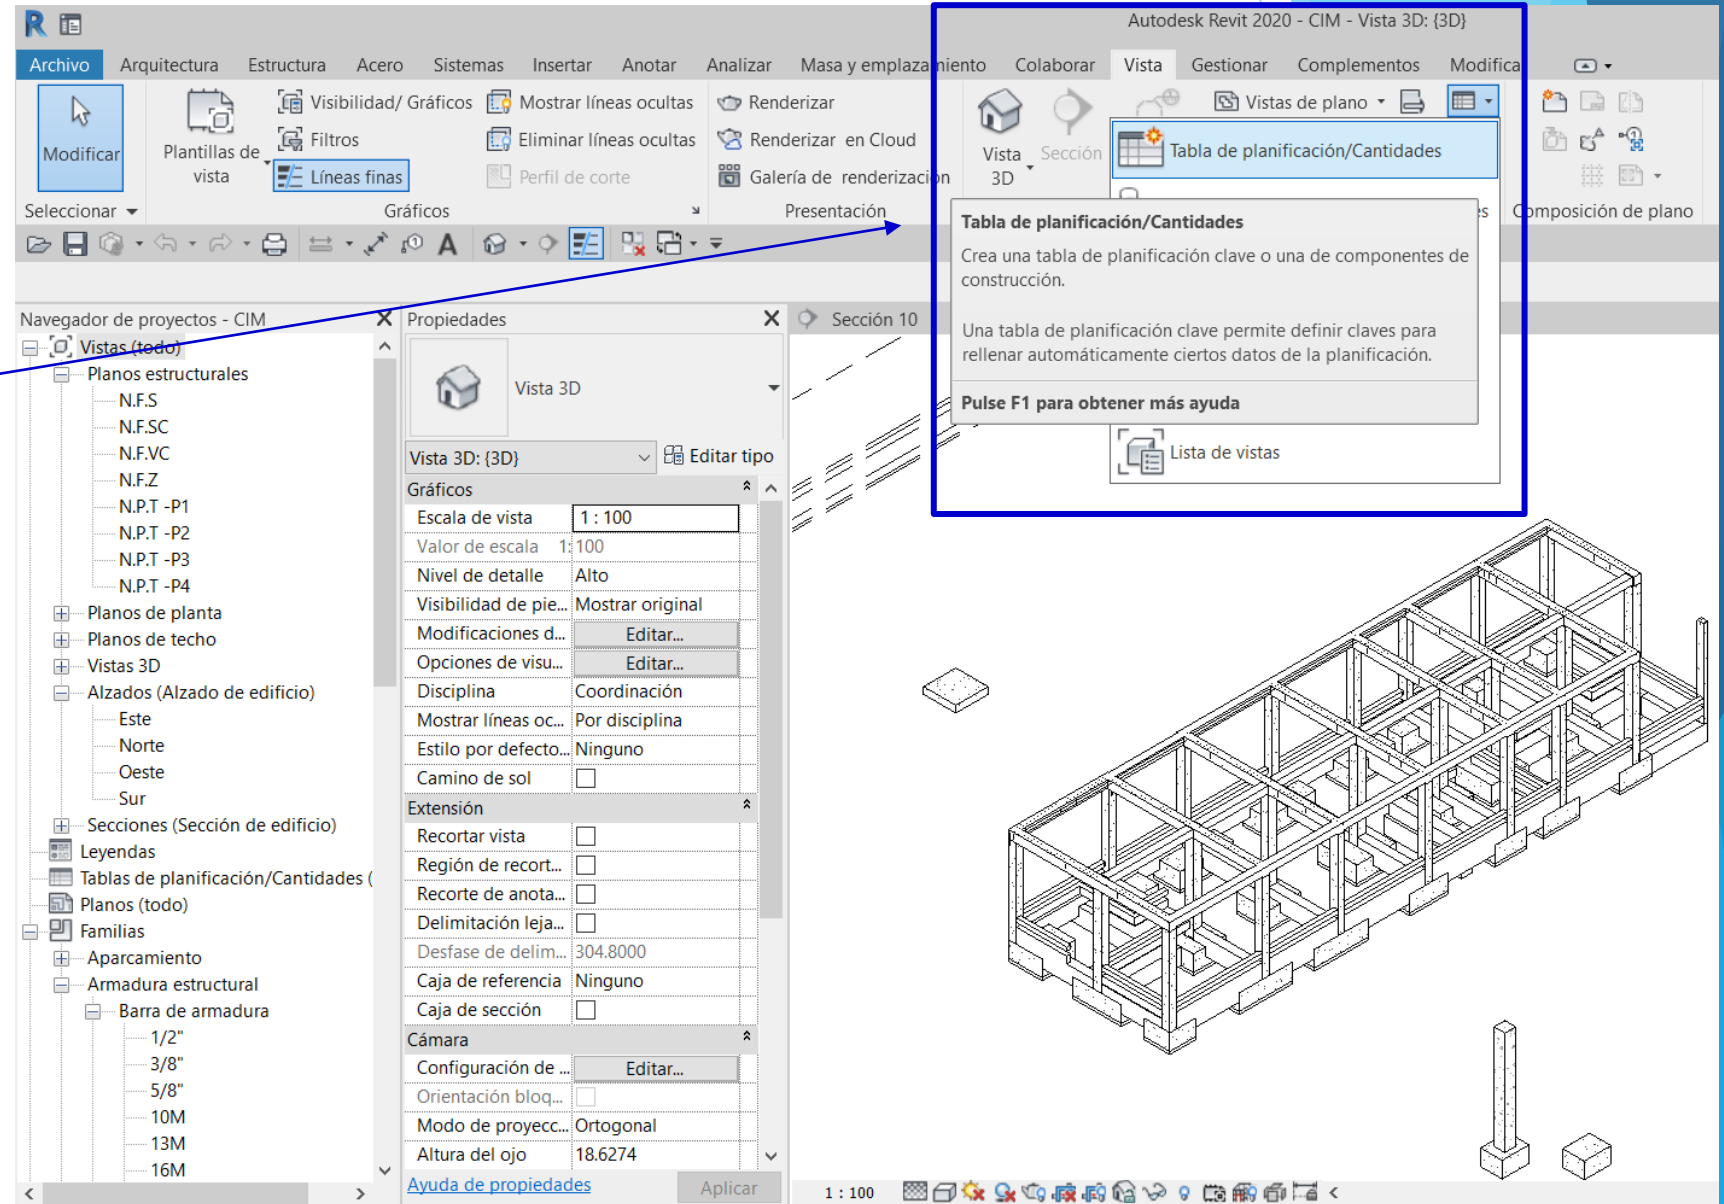 Autodesk Revit 2020 - CIM - Vista 3D: {3D}
Archivo Arquitectura Estructura Acero Sistemas Insertar Anotar Analizar Masa y emplazamiento Colaborar Vista Gestionar Complementos Modifica
Modificar
Plantillas de vista
Visibilidad/ Gráficos
Filtros
Líneas finas
Mostrar líneas ocultas
Eliminar líneas ocultas
Perfil de corte
Renderizar
Renderizar en Cloud
Galería de renderización
Vista 3D
Sección
Vistas de plano
Tabla de planificación/Cantidades
Seleccionar Gráficos Presentación Composición de plano
Tabla de planificación/Cantidades
Crea una tabla de planificación clave o una de componentes de
construcción.
Una tabla de planificación clave permite definir claves para
rellenar automáticamente ciertos datos de la planificación.
Pulse F1 para obtener más ayuda
Lista de vistas
Navegador de proyectos - CIM
Vistas (todo)
Planos estructurales
N.F.S
N.F.SC
N.F.VC
N.F.Z
N.P.T -P1
N.P.T -P2
N.P.T -P3
N.P.T -P4
Planos de planta
Planos de techo
Vistas 3D
Alzados (Alzado de edificio)
Este
Norte
Oeste
Sur
Secciones (Sección de edificio)
Leyendas
Tablas de planificación/Cantidades (
Planos (todo)
Familias
Aparcamiento
Armadura estructural
Barra de armadura
1/2"
3/8"
5/8"
10M
13M
16M
Propiedades
Vista 3D
Vista 3D: {3D} Editar tipo
Gráficos
Escala de vista 1 : 100
Valor de escala 1: 100
Nivel de detalle Alto
Visibilidad de pie... Mostrar original
Modificaciones d... Editar...
Opciones de visu... Editar...
Disciplina Coordinación
Mostrar líneas oc... Por disciplina
Estilo por defecto... Ninguno
Camino de sol
Extensión
Recortar vista
Región de recort...
Recorte de anota...
Delimitación leja...
Desfase de delim... 304.8000
Caja de referencia Ninguno
Caja de sección
Cámara
Configuración de ... Editar...
Orientación bloq...
Modo de proyecc... Ortogonal
Altura del ojo 18.6274
Ayuda de propiedades Aplicar
Sección 10
1 : 100